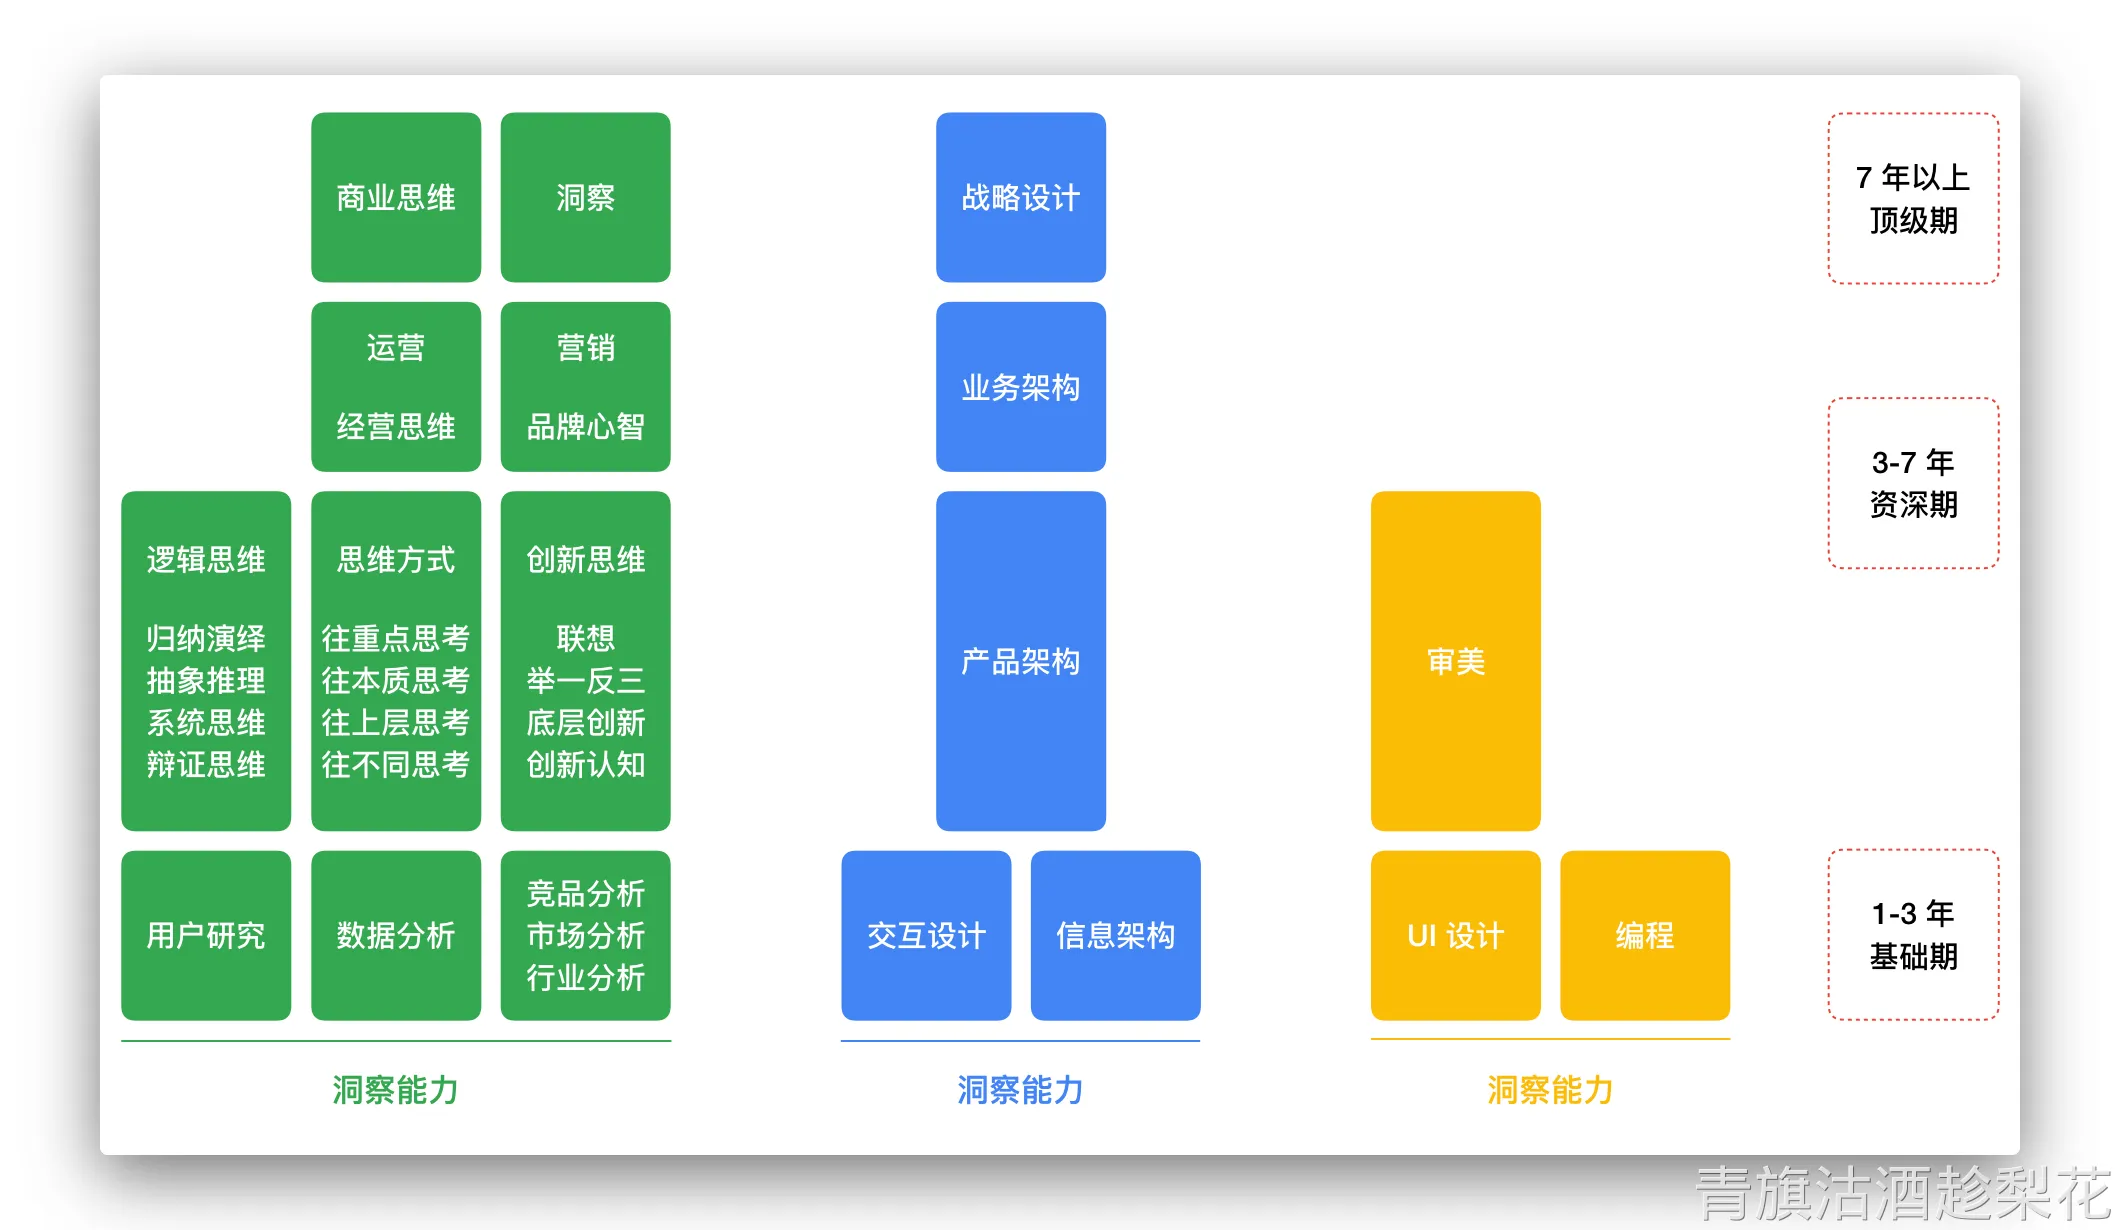 商业思维
洞察
战略设计
7 年以上
顶级期
运营
经营思维
营销
品牌心智
业务架构
3-7 年
资深期
逻辑思维
归纳演绎
抽象推理
系统思维
辩证思维
思维方式
往重点思考
往本质思考
往上层思考
往不同思考
创新思维
联想
举一反三
底层创新
创新认知
产品架构
审美
用户研究
数据分析
竞品分析
市场分析
行业分析
交互设计
信息架构
UI 设计
编程
1-3 年
基础期
洞察能力
洞察能力
洞察能力
青旗沽酒趁梨花